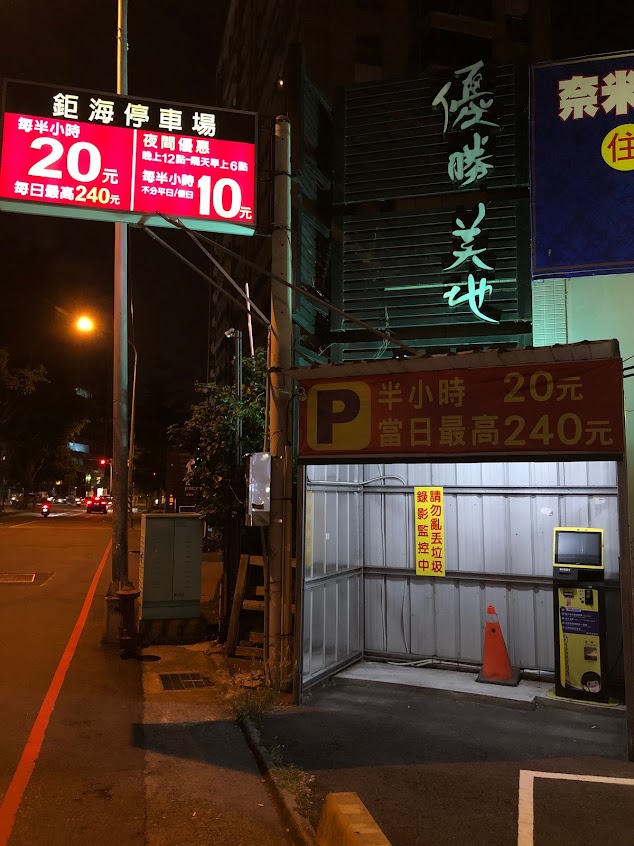 鉅海停車場
每半小時
20元
每日最高240元
夜間優惠
晚上12點-隔天早上6點
每半小時
不分平日/假日
10元
優勝美地
奈米
住
P
半小時 20元
當日最高240元
請勿亂丟垃圾
錄影監控中